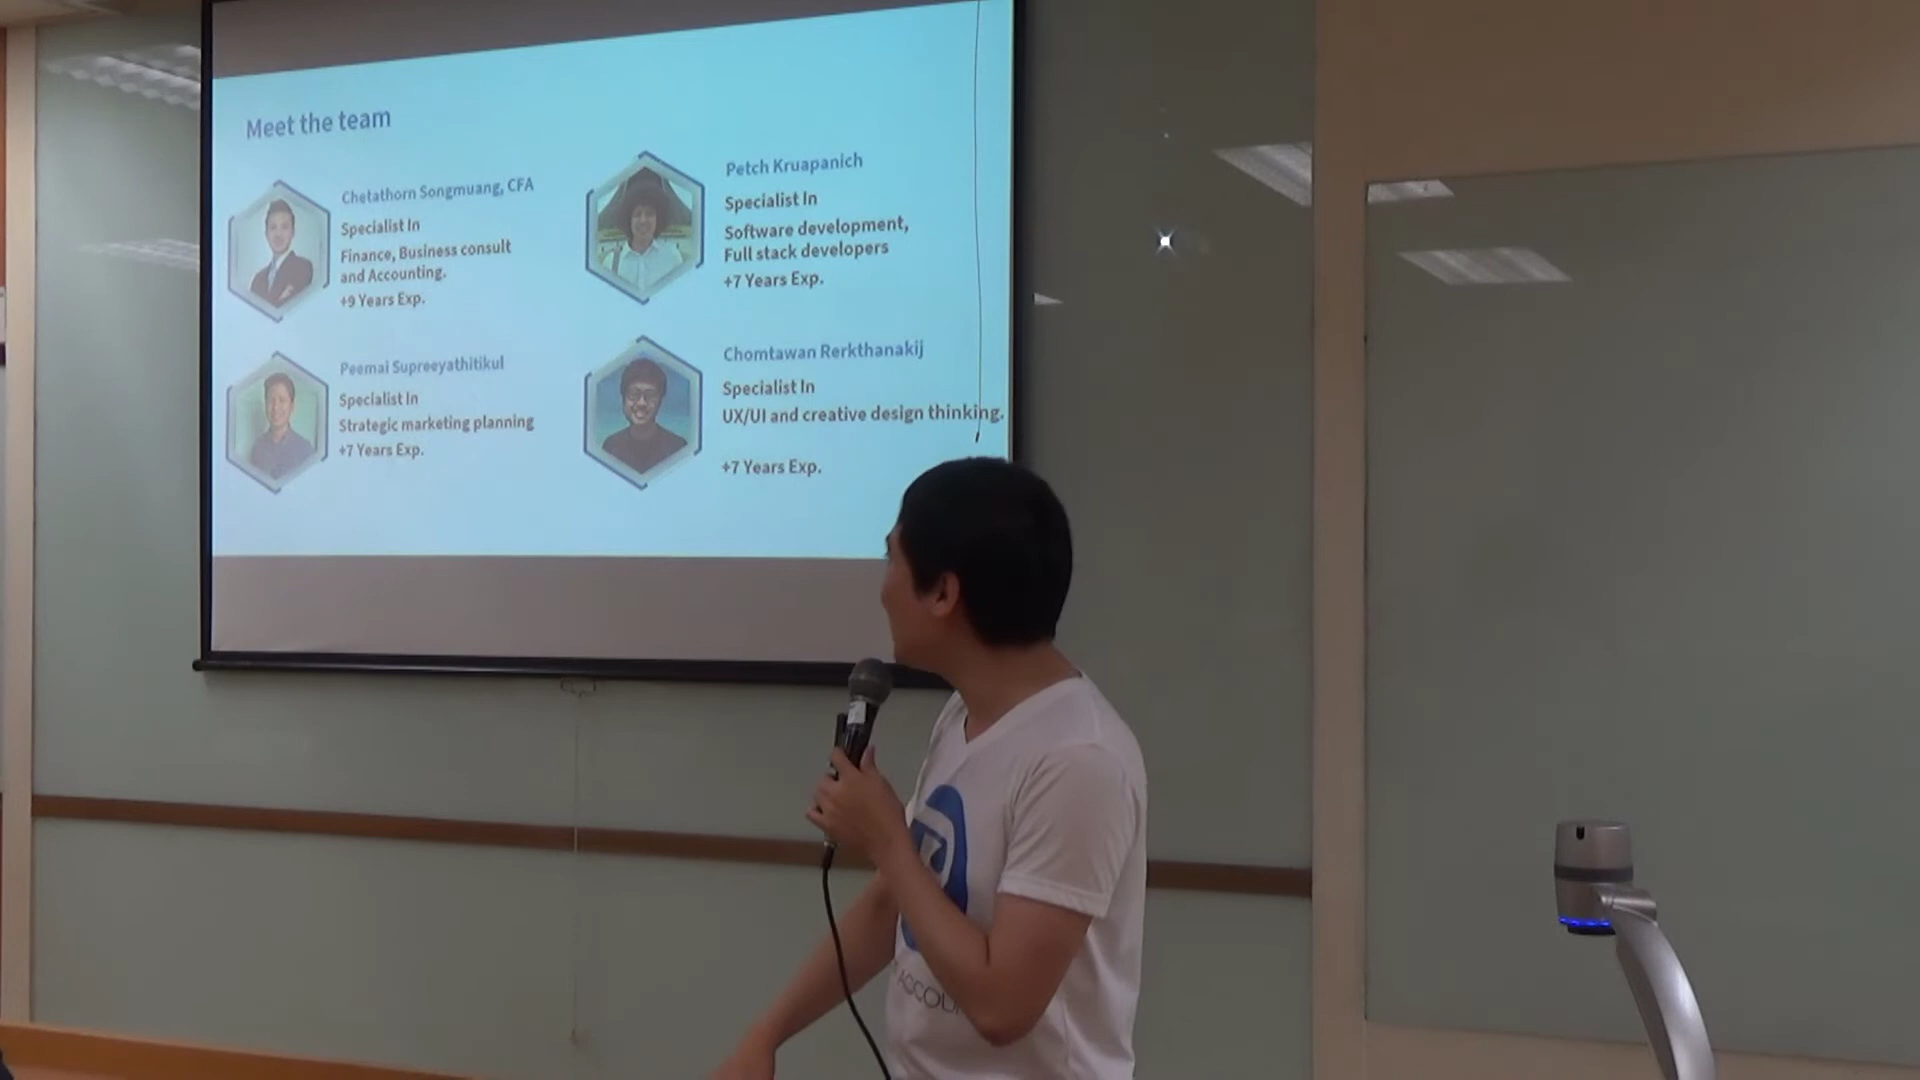 Meet the team
Chetathorn Songmuang, CFA
Specialist In
Finance, Business consult
and Accounting.
+9 Years Exp.
Petch Kruapanich
Specialist In
Software development,
Full stack developers
+7 Years Exp.
Peemai Supreeyathitikul
Specialist In
Strategic marketing planning
+7 Years Exp.
Chomtawan Rerkthanakij
Specialist In
UX/UI and creative design thinking.
+7 Years Exp.